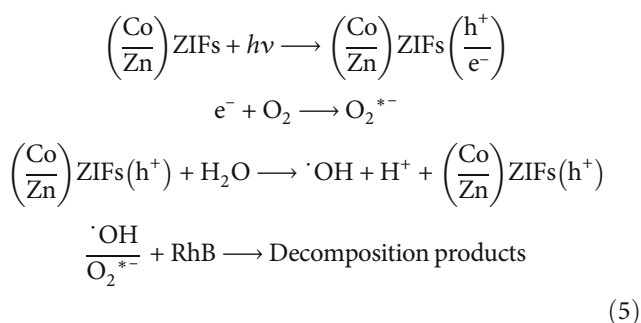 (Co/Zn) ZIFs + hν ⟶ (Co/Zn) ZIFs (h⁺/e⁻)
e⁻ + O₂ ⟶ O₂*⁻
(Co/Zn) ZIFs(h⁺) + H₂O ⟶ ˙OH + H⁺ + (Co/Zn) ZIFs(h⁺)
˙OH/O₂*⁻ + RhB ⟶ Decomposition products
(5)